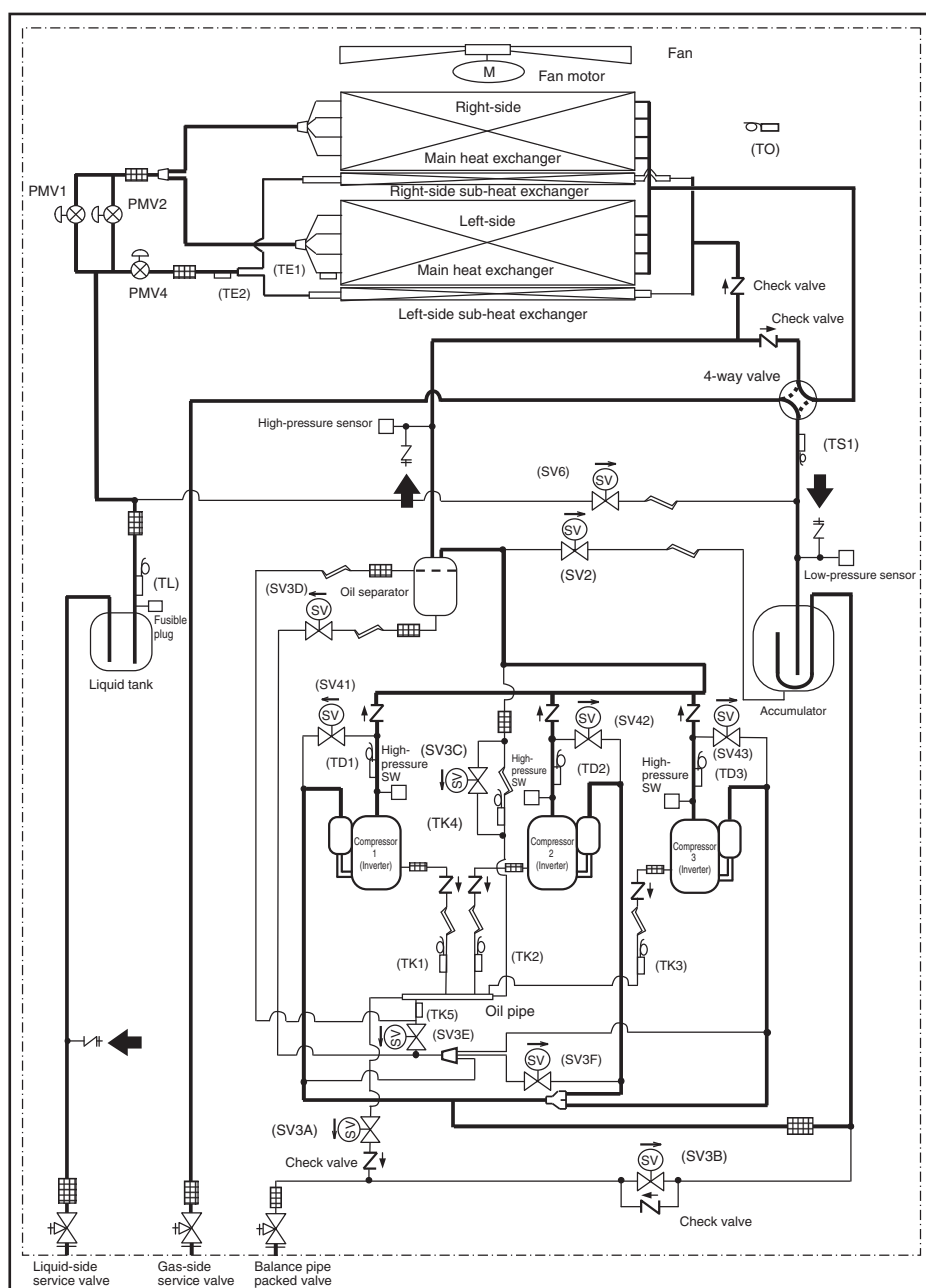 Fan
M
Fan motor
Right-side
(TO)
Main heat exchanger
PMV1
PMV2
Right-side sub-heat exchanger
Left-side
(TE1)
Main heat exchanger
PMV4
(TE2)
Check valve
Left-side sub-heat exchanger
Check valve
4-way valve
High-pressure sensor
(TS1)
(SV6)
SV
SV
(TL)
(SV3D)
(SV2)
Low-pressure sensor
Oil separator
SV
Fusible
plug
Liquid tank
(SV41)
Accumulator
SV
SV
(SV42)
SV
(SV3C)
(SV43)
(TD1)
High-
pressure
SW
SV
High-
pressure
SW
(TD2)
High-
pressure
SW
(TD3)
(TK4)
Compressor
1
(Inverter)
Compressor
2
(Inverter)
Compressor
3
(Inverter)
(TK1)
(TK2)
(TK3)
Oil pipe
(TK5)
SV
(SV3E)
SV
(SV3F)
(SV3A)
SV
Check valve
SV
(SV3B)
Check valve
Liquid-side
service valve
Gas-side
service valve
Balance pipe
packed valve